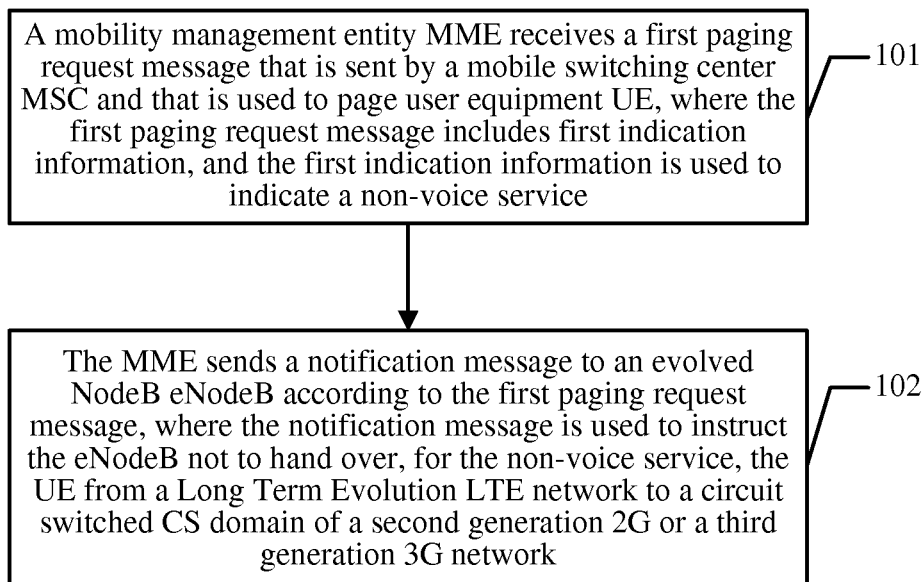 A mobility management entity MME receives a first paging
request message that is sent by a mobile switching center
MSC and that is used to page user equipment UE, where the
first paging request message includes first indication
information, and the first indication information is used to
indicate a non-voice service
101
The MME sends a notification message to an evolved
NodeB eNodeB according to the first paging request
message, where the notification message is used to instruct
the eNodeB not to hand over, for the non-voice service, the
UE from a Long Term Evolution LTE network to a circuit
switched CS domain of a second generation 2G or a third
generation 3G network
102